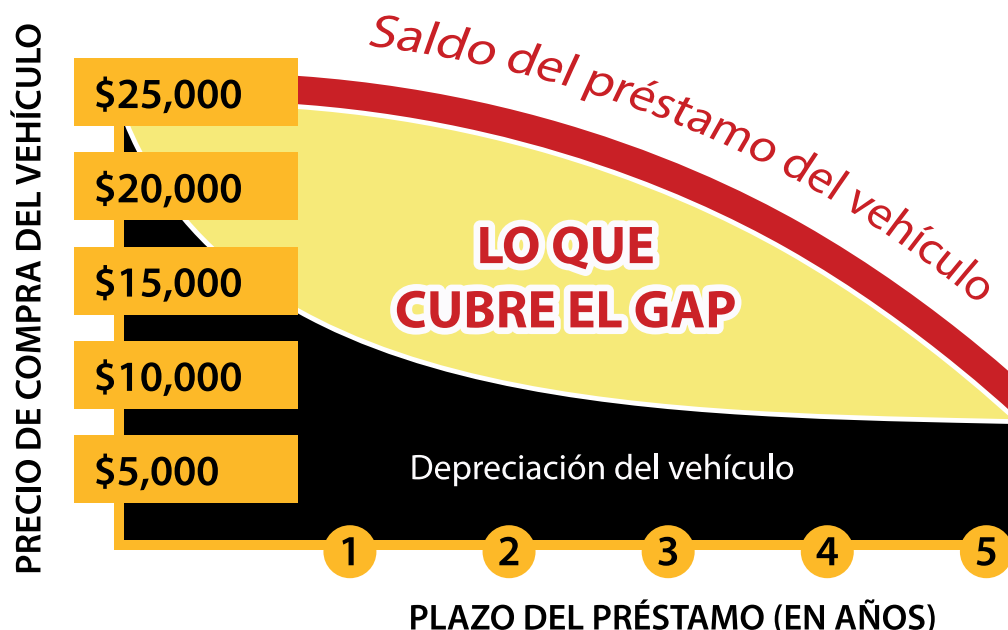 PRECIO DE COMPRA DEL VEHÍCULO
$25,000
$20,000
$15,000
$10,000
$5,000
Saldo del préstamo del vehículo
LO QUE
CUBRE EL GAP
Depreciación del vehículo
1 2 3 4 5
PLAZO DEL PRÉSTAMO (EN AÑOS)